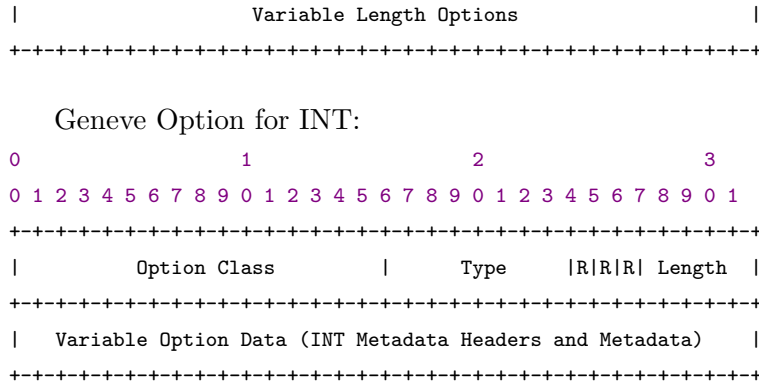 |                    Variable Length Options                    |
+-+-+-+-+-+-+-+-+-+-+-+-+-+-+-+-+-+-+-+-+-+-+-+-+-+-+-+-+-+-+-+-+
Geneve Option for INT:
0                   1                   2                   3
0 1 2 3 4 5 6 7 8 9 0 1 2 3 4 5 6 7 8 9 0 1 2 3 4 5 6 7 8 9 0 1
+-+-+-+-+-+-+-+-+-+-+-+-+-+-+-+-+-+-+-+-+-+-+-+-+-+-+-+-+-+-+-+-+
|          Option Class         |      Type     |R|R|R| Length  |
+-+-+-+-+-+-+-+-+-+-+-+-+-+-+-+-+-+-+-+-+-+-+-+-+-+-+-+-+-+-+-+-+
|   Variable Option Data (INT Metadata Headers and Metadata)    |
+-+-+-+-+-+-+-+-+-+-+-+-+-+-+-+-+-+-+-+-+-+-+-+-+-+-+-+-+-+-+-+-+